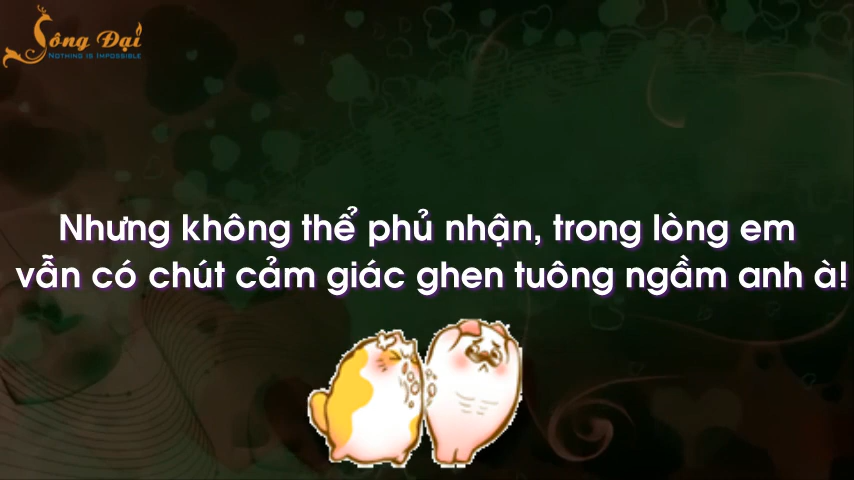 Sông Đại
NOTHING IS IMPOSSIBLE
Nhưng không thể phủ nhận, trong lòng em
vẫn có chút cảm giác ghen tuông ngầm anh à!